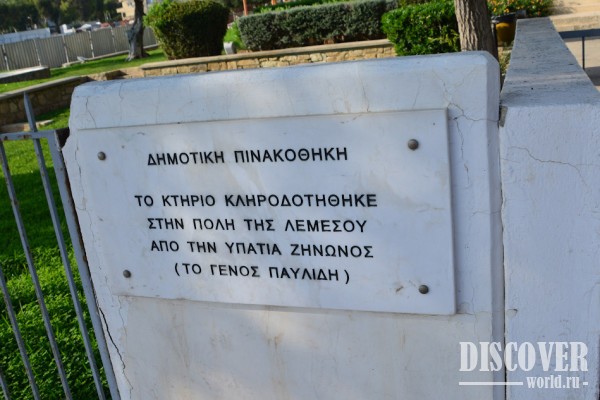 ΔΗΜΟΤΙΚΗ ΠΙΝΑΚΟΘΗΚΗ
ΤΟ ΚΤΗΡΙΟ ΚΛΗΡΟΔΟΤΗΘΗΚΕ
ΣΤΗΝ ΠΟΛΗ ΤΗΣ ΛΕΜΕΣΟΥ
ΑΠΟ ΤΗΝ ΥΠΑΤΙΑ ΖΗΝΩΝΟΣ
(ΤΟ ΓΕΝΟΣ ΠΑΥΛΙΔΗ)
DISCOVER
world.ru